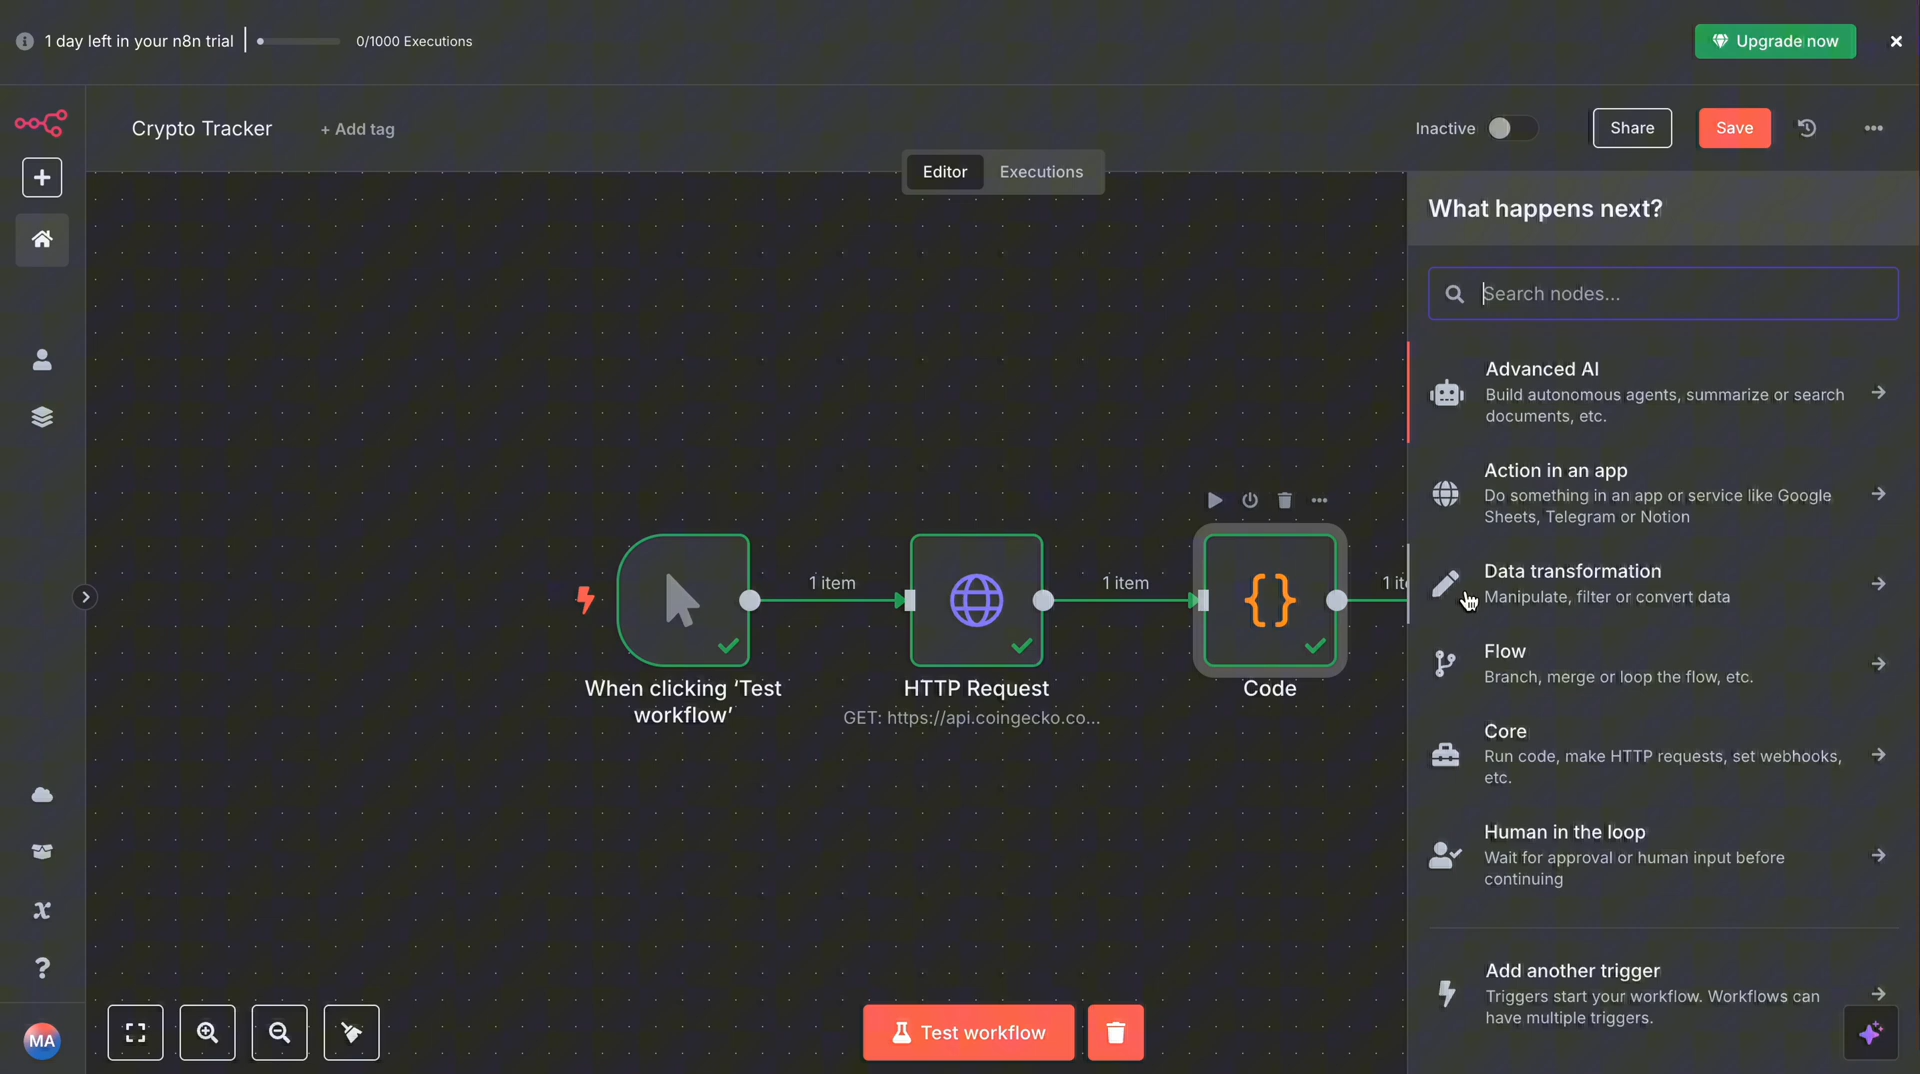 1 day left in your n8n trial
0/1000 Executions
Upgrade now
Crypto Tracker
+ Add tag
Inactive
Share
Save
Editor
Executions
What happens next?
Search nodes...
Advanced AI
Build autonomous agents, summarize or search
documents, etc.
Action in an app
Do something in an app or service like Google
Sheets, Telegram or Notion
Data transformation
Manipulate, filter or convert data
Flow
Branch, merge or loop the flow, etc.
Core
Run code, make HTTP requests, set webhooks,
etc.
Human in the loop
Wait for approval or human input before
continuing
Add another trigger
Triggers start your workflow. Workflows can
have multiple triggers.
1 item
1 item
1 ite
When clicking ‘Test
workflow’
HTTP Request
GET: https://api.coingecko.co...
Code
Test workflow
MA